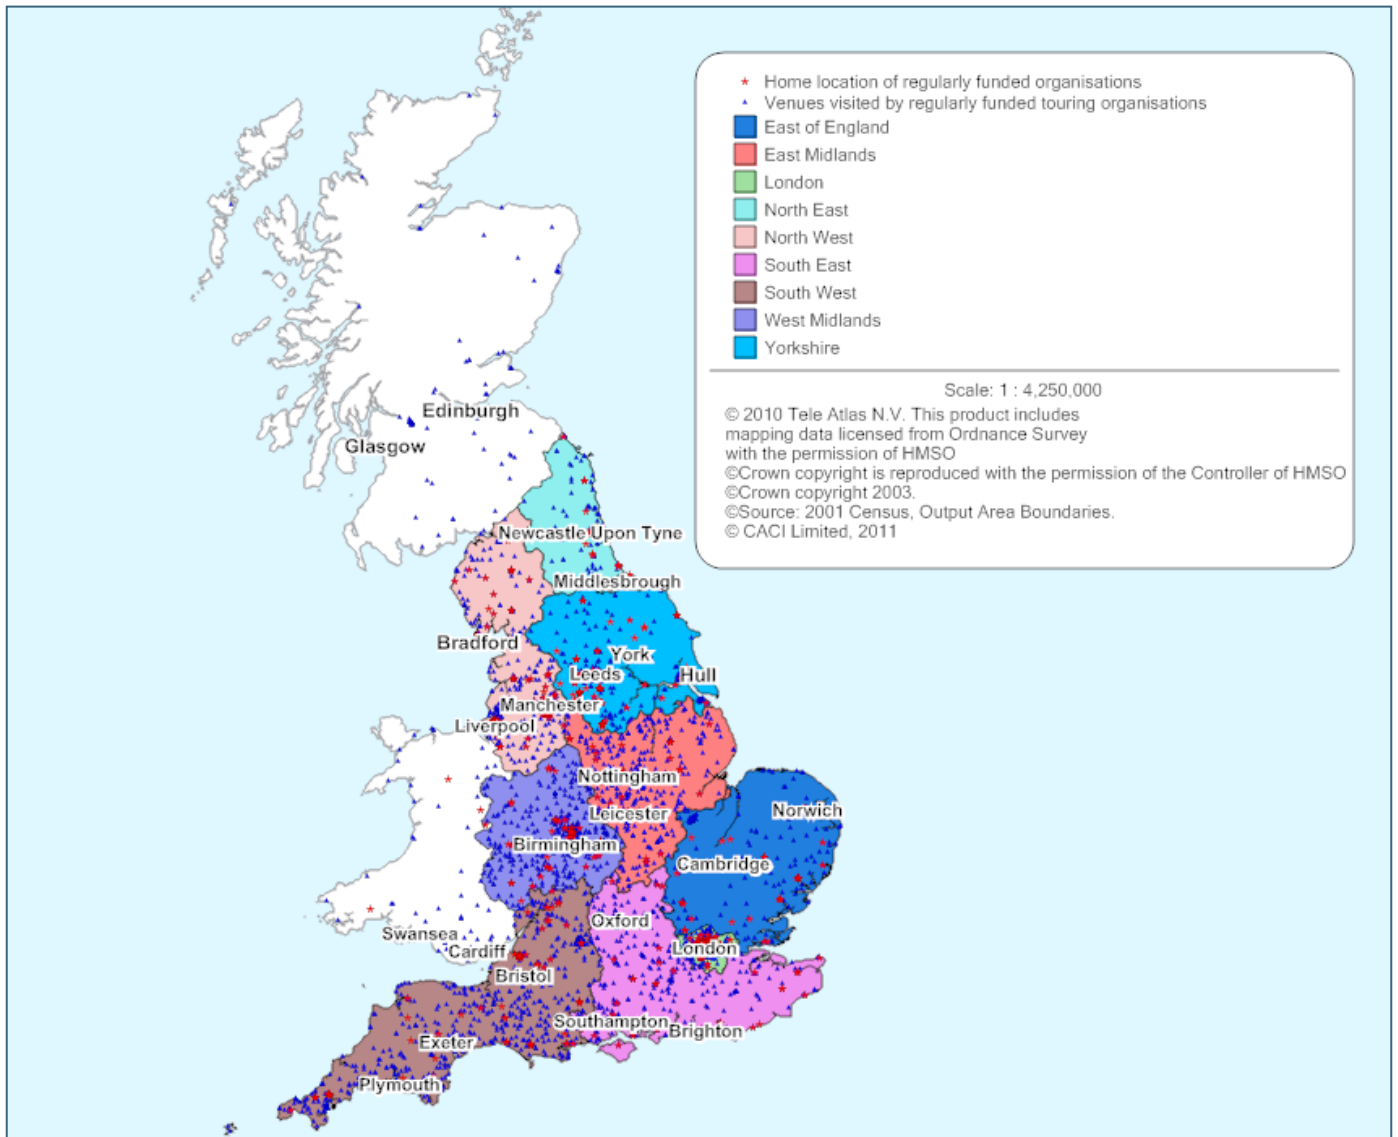 Home location of regularly funded organisations
Venues visited by regularly funded touring organisations
East of England
East Midlands
London
North East
North West
South East
South West
West Midlands
Yorkshire
Scale: 1 : 4,250,000
© 2010 Tele Atlas N.V. This product includes
mapping data licensed from Ordnance Survey
with the permission of HMSO
©Crown copyright is reproduced with the permission of the Controller of HMSO
©Crown copyright 2003.
©Source: 2001 Census, Output Area Boundaries.
© CACI Limited, 2011
Edinburgh
Glasgow
Newcastle Upon Tyne
Middlesbrough
Bradford
York
Leeds
Hull
Manchester
Liverpool
Nottingham
Norwich
Leicester
Birmingham
Cambridge
Oxford
Swansea
Cardiff
London
Bristol
Southampton
Brighton
Exeter
Plymouth